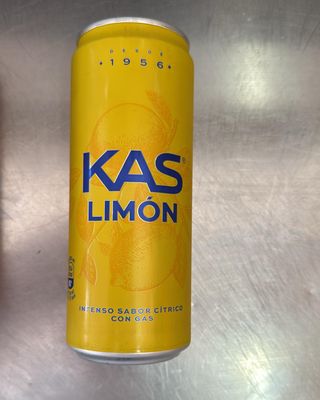 DESDE
1956
KAS®
LIMÓN
INTENSO SABOR CÍTRICO
CON GAS